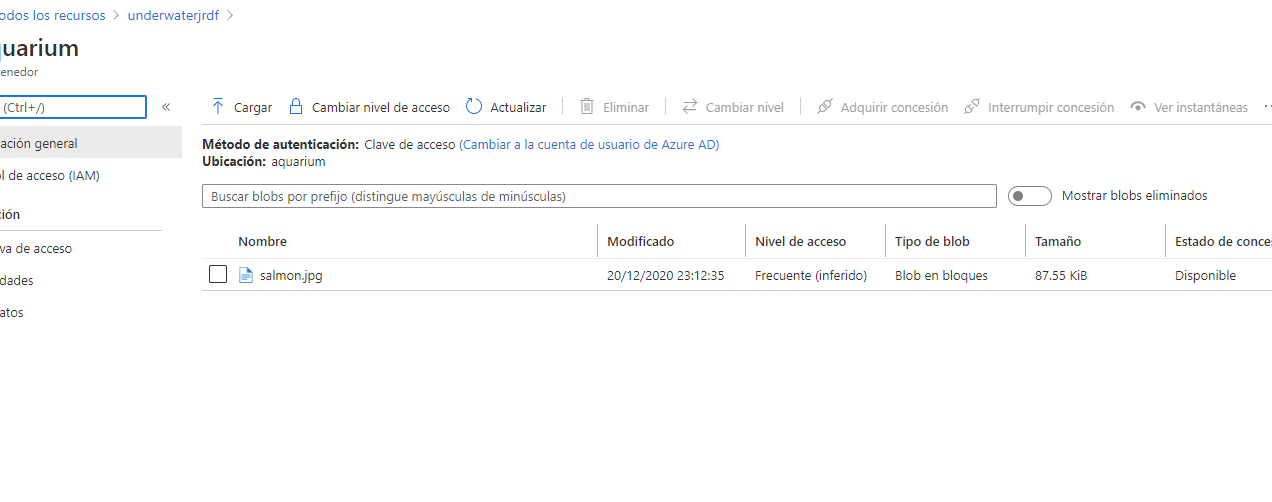 odos los recursos > underwaterjrdf >
quarium
tenedor
(Ctrl+/)
«
Cargar Cambiar nivel de acceso Actualizar Eliminar Cambiar nivel Adquirir concesión Interrumpir concesión Ver instantáneas ...
ación general
ol de acceso (IAM)
ción
va de acceso
dades
atos
Método de autenticación: Clave de acceso (Cambiar a la cuenta de usuario de Azure AD)
Ubicación: aquarium
Buscar blobs por prefijo (distingue mayúsculas de minúsculas) Mostrar blobs eliminados
Nombre Modificado Nivel de acceso Tipo de blob Tamaño Estado de conce
salmon.jpg 20/12/2020 23:12:35 Frecuente (inferido) Blob en bloques 87.55 KiB Disponible